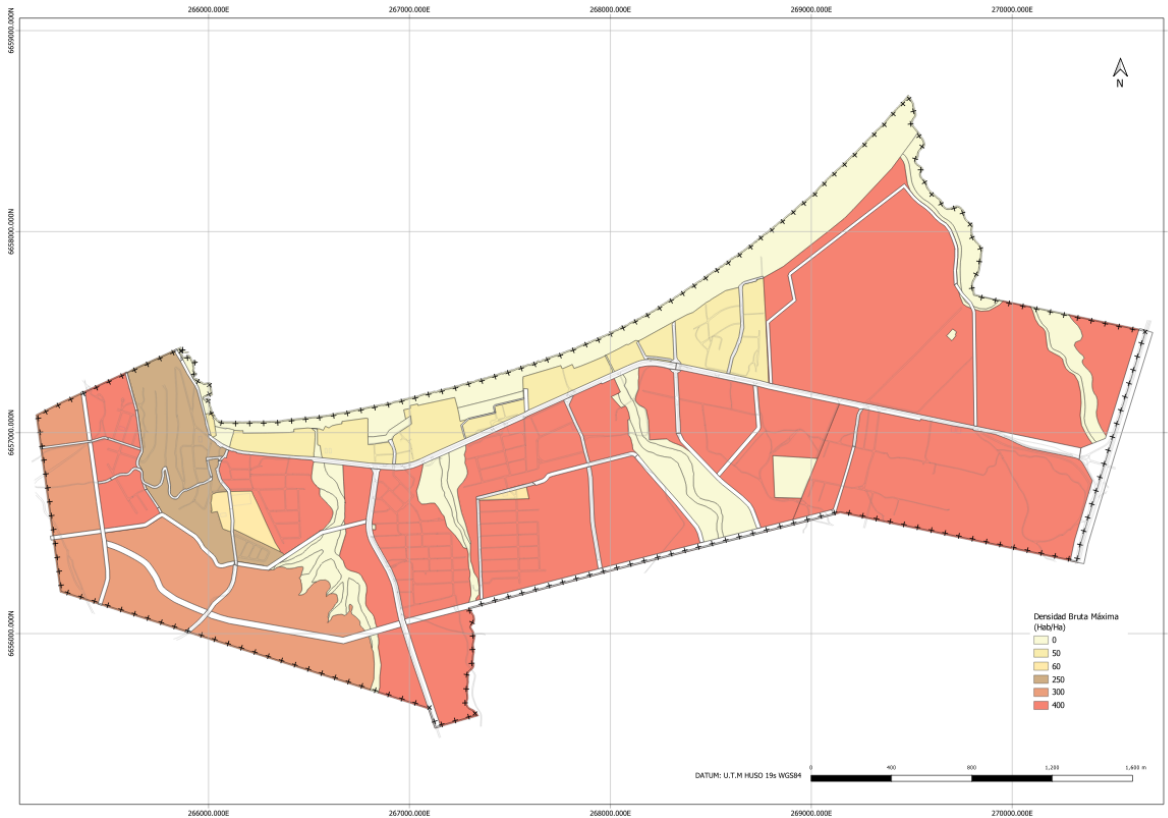 266000.000E 267000.000E 268000.000E 269000.000E 270000.000E
6659000.000N
N
6658000.000N
6657000.000N
6656000.000N
Densidad Bruta Máxima
(Hab/Ha)
0
50
60
250
300
400
DATUM: U.T.M HUSO 19s WGS84
0 400 800 1,200 1,600 m
266000.000E 267000.000E 268000.000E 269000.000E 270000.000E